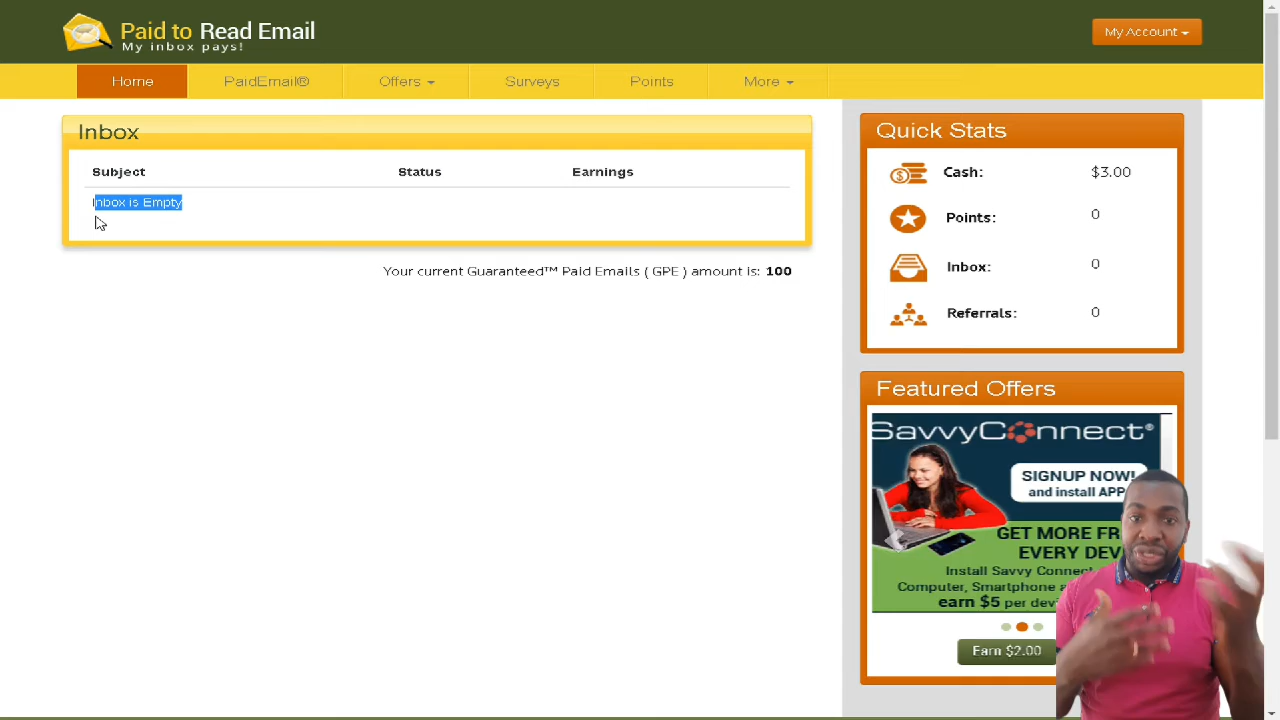 Paid to Read Email
My inbox pays!
My Account
Home PaidEmail® Offers Surveys Points More
Inbox
Subject Status Earnings
Inbox is Empty
Your current Guaranteed™ Paid Emails ( GPE ) amount is: 100
Quick Stats
Cash: $3.00
Points: 0
Inbox: 0
Referrals: 0
Featured Offers
SavvyConnect®
SIGNUP NOW!
and install APP
GET MORE
EVERY
Install Savvy Connect
Computer, Smartphone
earn $5 per
Earn $2.00